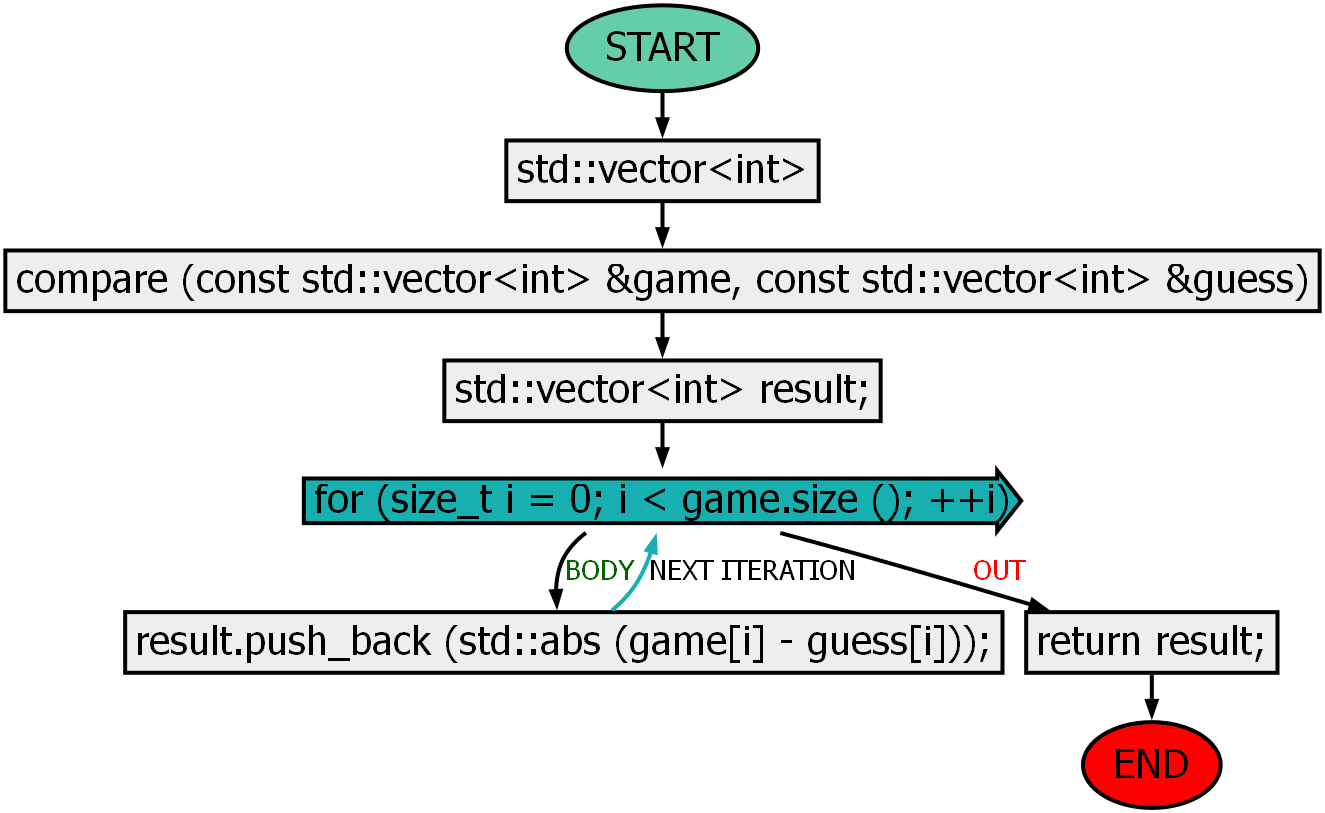 START
std::vector<int>
compare (const std::vector<int> &game, const std::vector<int> &guess)
std::vector<int> result;
for (size_t i = 0; i < game.size (); ++i)
BODY
NEXT ITERATION
OUT
result.push_back (std::abs (game[i] - guess[i]));
return result;
END